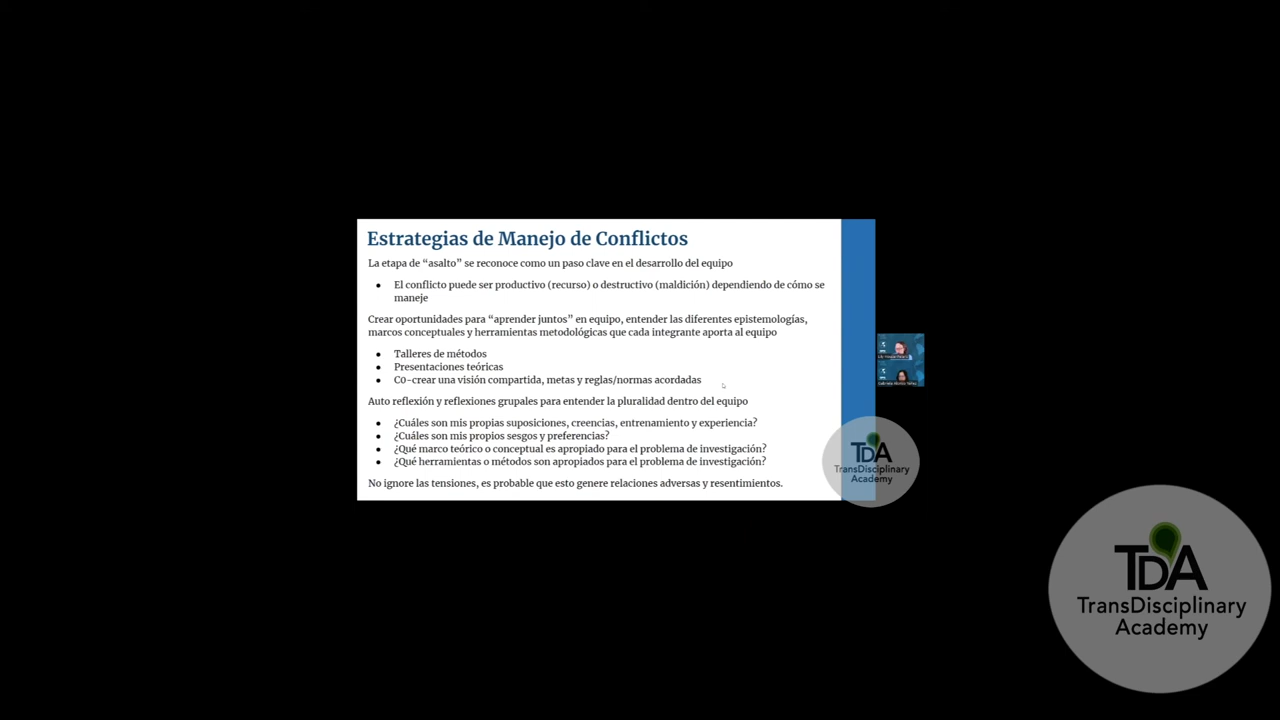 Estrategias de Manejo de Conflictos
La etapa de “asalto” se reconoce como un paso clave en el desarrollo del equipo
● El conflicto puede ser productivo (recurso) o destructivo (maldición) dependiendo de cómo se
maneje
Crear oportunidades para “aprender juntos” en equipo, entender las diferentes epistemologías,
marcos conceptuales y herramientas metodológicas que cada integrante aporta al equipo
● Talleres de métodos
● Presentaciones teóricas
● C0-crear una visión compartida, metas y reglas/normas acordadas
Auto reflexión y reflexiones grupales para entender la pluralidad dentro del equipo
● ¿Cuáles son mis propias suposiciones, creencias, entrenamiento y experiencia?
● ¿Cuáles son mis propios sesgos y preferencias?
● ¿Qué marco teórico o conceptual es apropiado para el problema de investigación?
● ¿Qué herramientas o métodos son apropiados para el problema de investigación?
No ignore las tensiones, es probable que esto genere relaciones adversas y resentimientos.
TDA
TransDisciplinary
Academy
TDA
TransDisciplinary
Academy